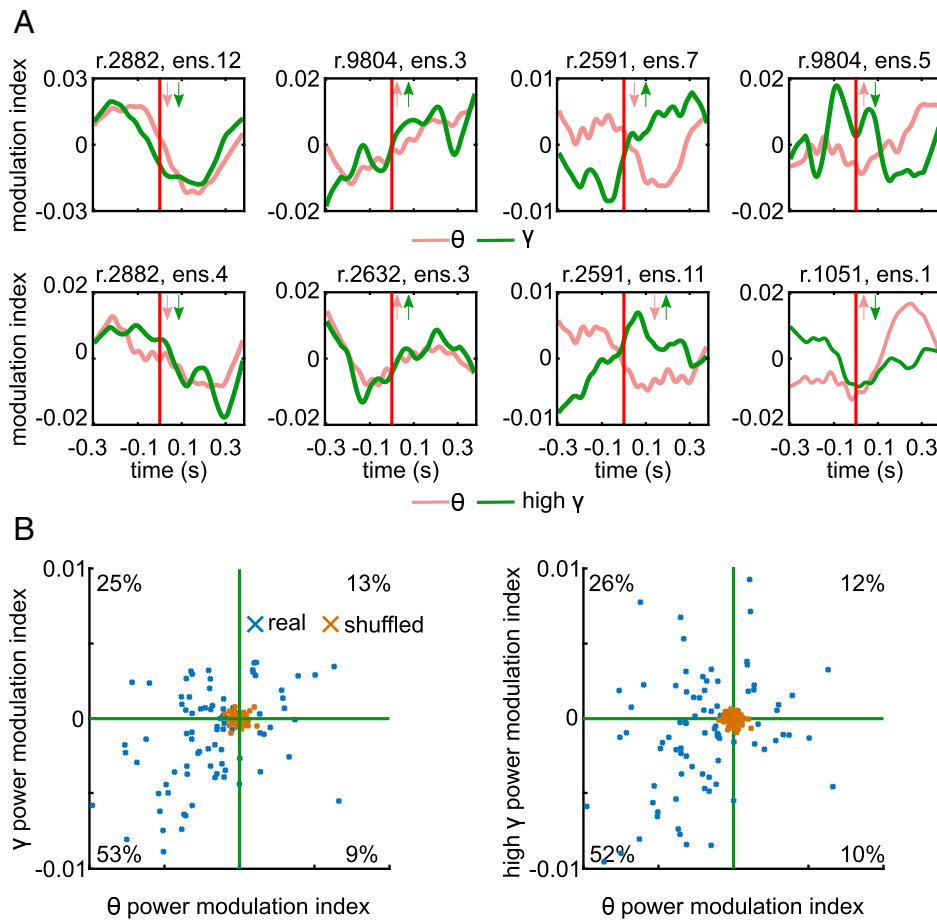 A
r.2882, ens.12 r.9804, ens.3 r.2591, ens.7 r.9804, ens.5
modulation index
0.03 0 -0.03
0.02 0 -0.02
0.01 0 -0.01
0.02 0 -0.02
θ γ
r.2882, ens.4 r.2632, ens.3 r.2591, ens.11 r.1051, ens.1
modulation index
0.02 0 -0.02
0.02 0 -0.02
0.01 0 -0.01
0.02 0 -0.02
-0.3 -0.1 0.1 0.3 -0.3 -0.1 0.1 0.3 -0.3 -0.1 0.1 0.3 -0.3 -0.1 0.1 0.3
time (s) time (s) time (s) time (s)
θ high γ
B
γ power modulation index
0.01 0 -0.01
25% 13%
real shuffled
53% 9%
θ power modulation index
high γ power modulation index
0.01 0 -0.01
26% 12%
52% 10%
θ power modulation index